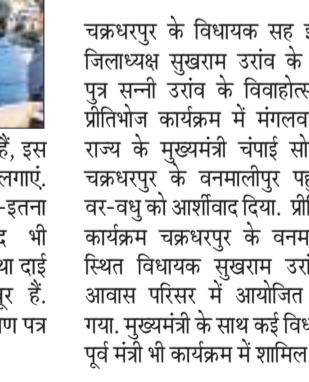 हैं, इस
लगाएं.
-इतना
भी
था दाई
हैं.
पत्र
चक्रधरपुर के विधायक सह
जिलाध्यक्ष सुखराम उरांव के
पुत्र सन्नी उरांव के विवाहोत्स
प्रीतिभोज कार्यक्रम में मंगलवा
राज्य के मुख्यमंत्री चंपाई सो
चक्रधरपुर के वनमालीपुर पह
वर-वधु को आर्शीवाद दिया. प्री
कार्यक्रम चक्रधरपुर के वनम
स्थित विधायक सुखराम उरां
आवास परिसर में आयोजित
गया. मुख्यमंत्री के साथ कई विध
पूर्व मंत्री भी कार्यक्रम में शामिल